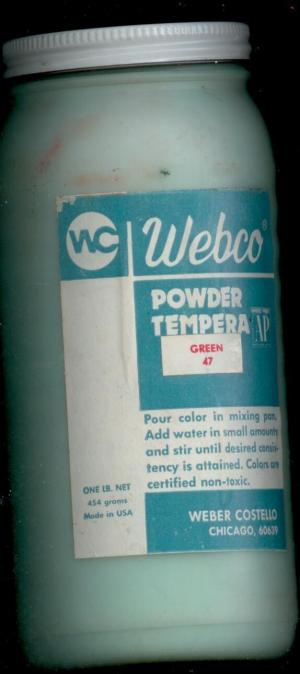 WC Webco®
POWDER
TEMPERA AP
GREEN
47
Pour color in mixing pan.
Add water in small amounts
and stir until desired consis-
tency is attained. Colors are
certified non-toxic.
ONE LB. NET
454 grams
Made in USA
WEBER COSTELLO
CHICAGO, 60639